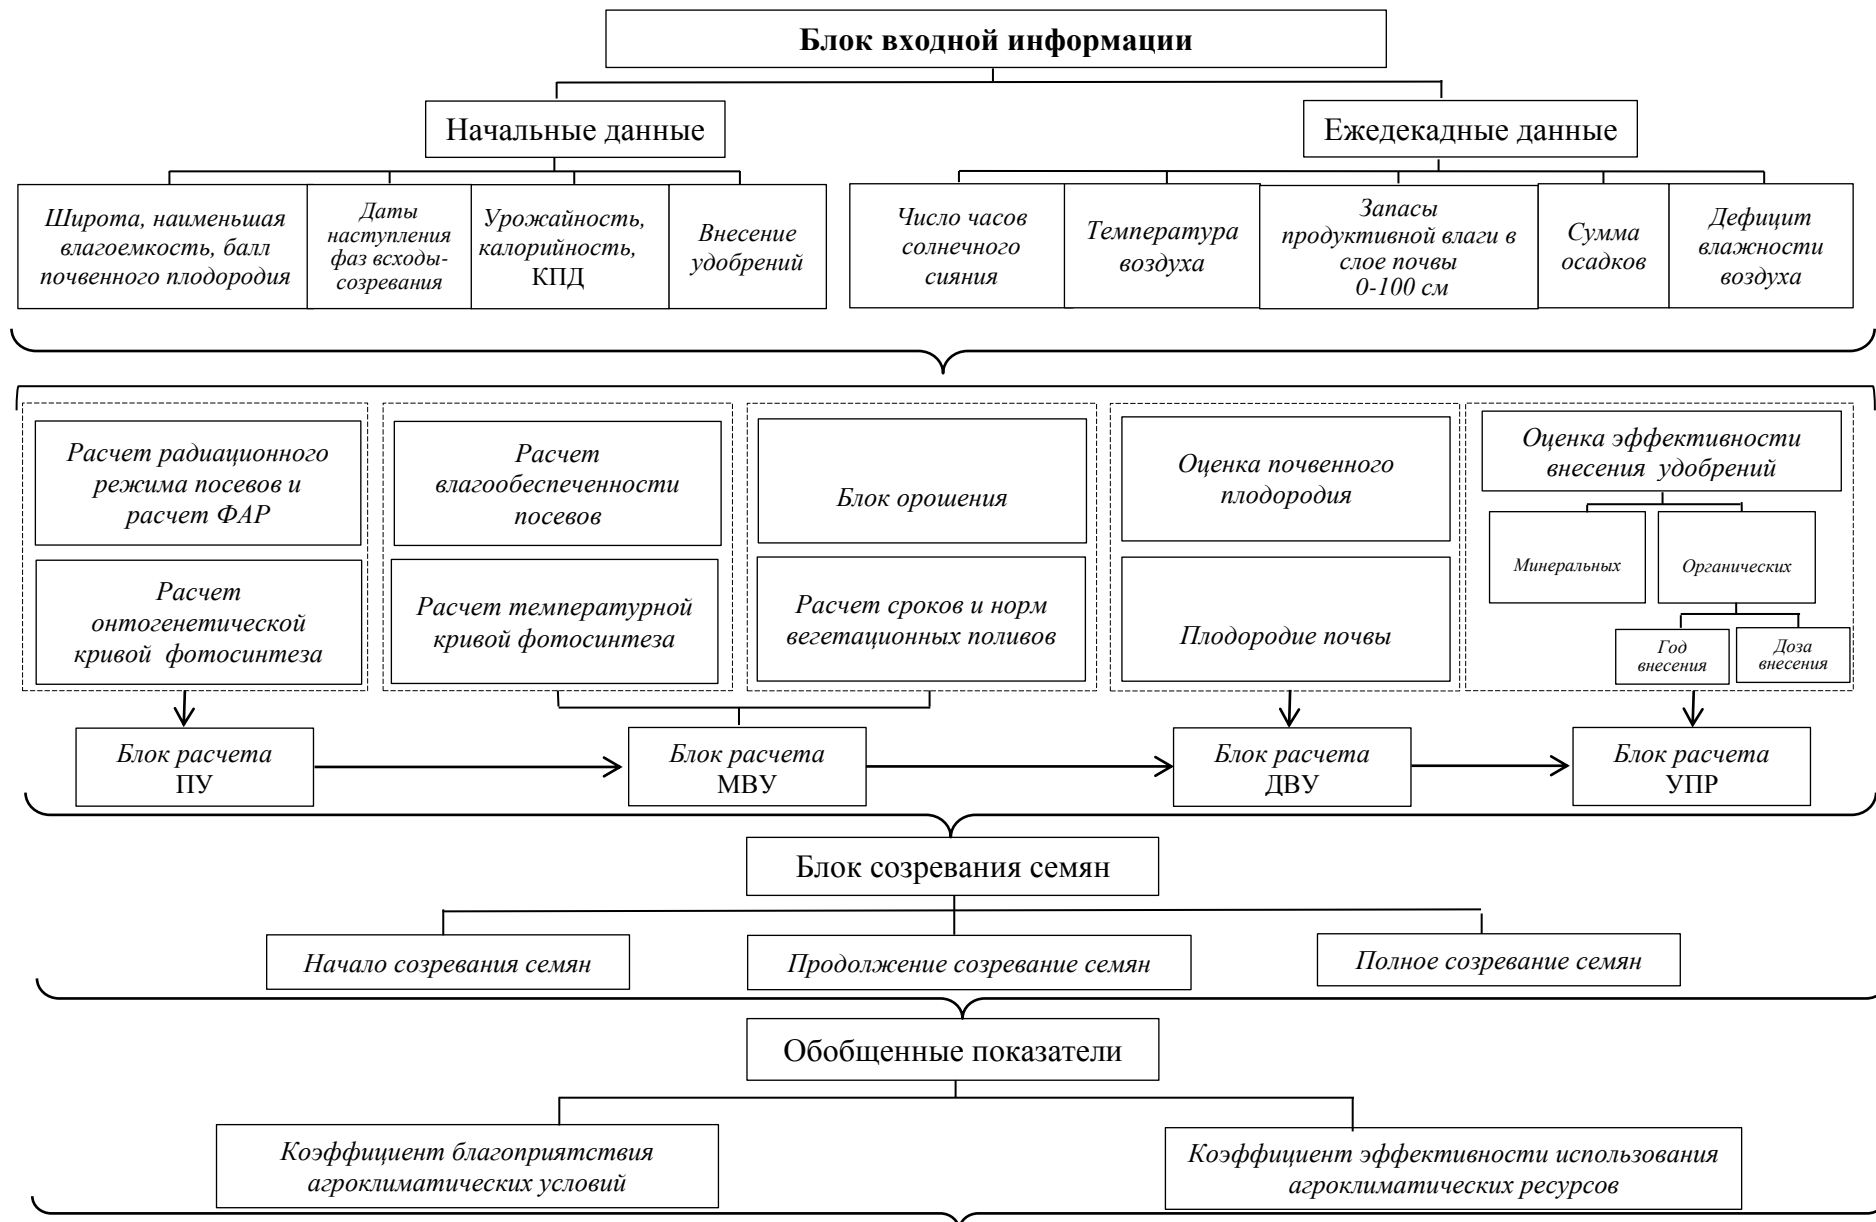 Блок входной информации
Начальные данные
Ежедекадные данные
Широта, наименьшая
влагоемкость, балл
почвенного плодородия
Даты
наступления
фаз всходы-
созревания
Урожайность,
калорийность,
КПД
Внесение
удобрений
Число часов
солнечного
сияния
Температура
воздуха
Запасы
продуктивной влаги в
слое почвы
0-100 см
Сумма
осадков
Дефицит
влажности
воздуха
Расчет радиационного
режима посевов и
расчет ФАР
Расчет
онтогенетической
кривой фотосинтеза
Расчет
влагообеспеченности
посевов
Расчет температурной
кривой фотосинтеза
Блок орошения
Расчет сроков и норм
вегетационных поливов
Оценка почвенного
плодородия
Плодородие почвы
Оценка эффективности
внесения удобрений
Минеральных
Органических
Год
внесения
Доза
внесения
Блок расчета
ПУ
Блок расчета
МВУ
Блок расчета
ДВУ
Блок расчета
УПР
Блок созревания семян
Начало созревания семян
Продолжение созревание семян
Полное созревание семян
Обобщенные показатели
Коэффициент благоприятствия
агроклиматических условий
Коэффициент эффективности использования
агроклиматических ресурсов